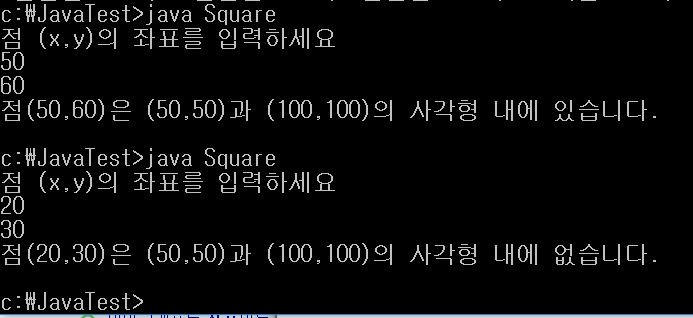 c:₩JavaTest>java Square
점 (x,y)의 좌표를 입력하세요
50
60
점(50,60)은 (50,50)과 (100,100)의 사각형 내에 있습니다.
c:₩JavaTest>java Square
점 (x,y)의 좌표를 입력하세요
20
30
점(20,30)은 (50,50)과 (100,100)의 사각형 내에 없습니다.
c:₩JavaTest>